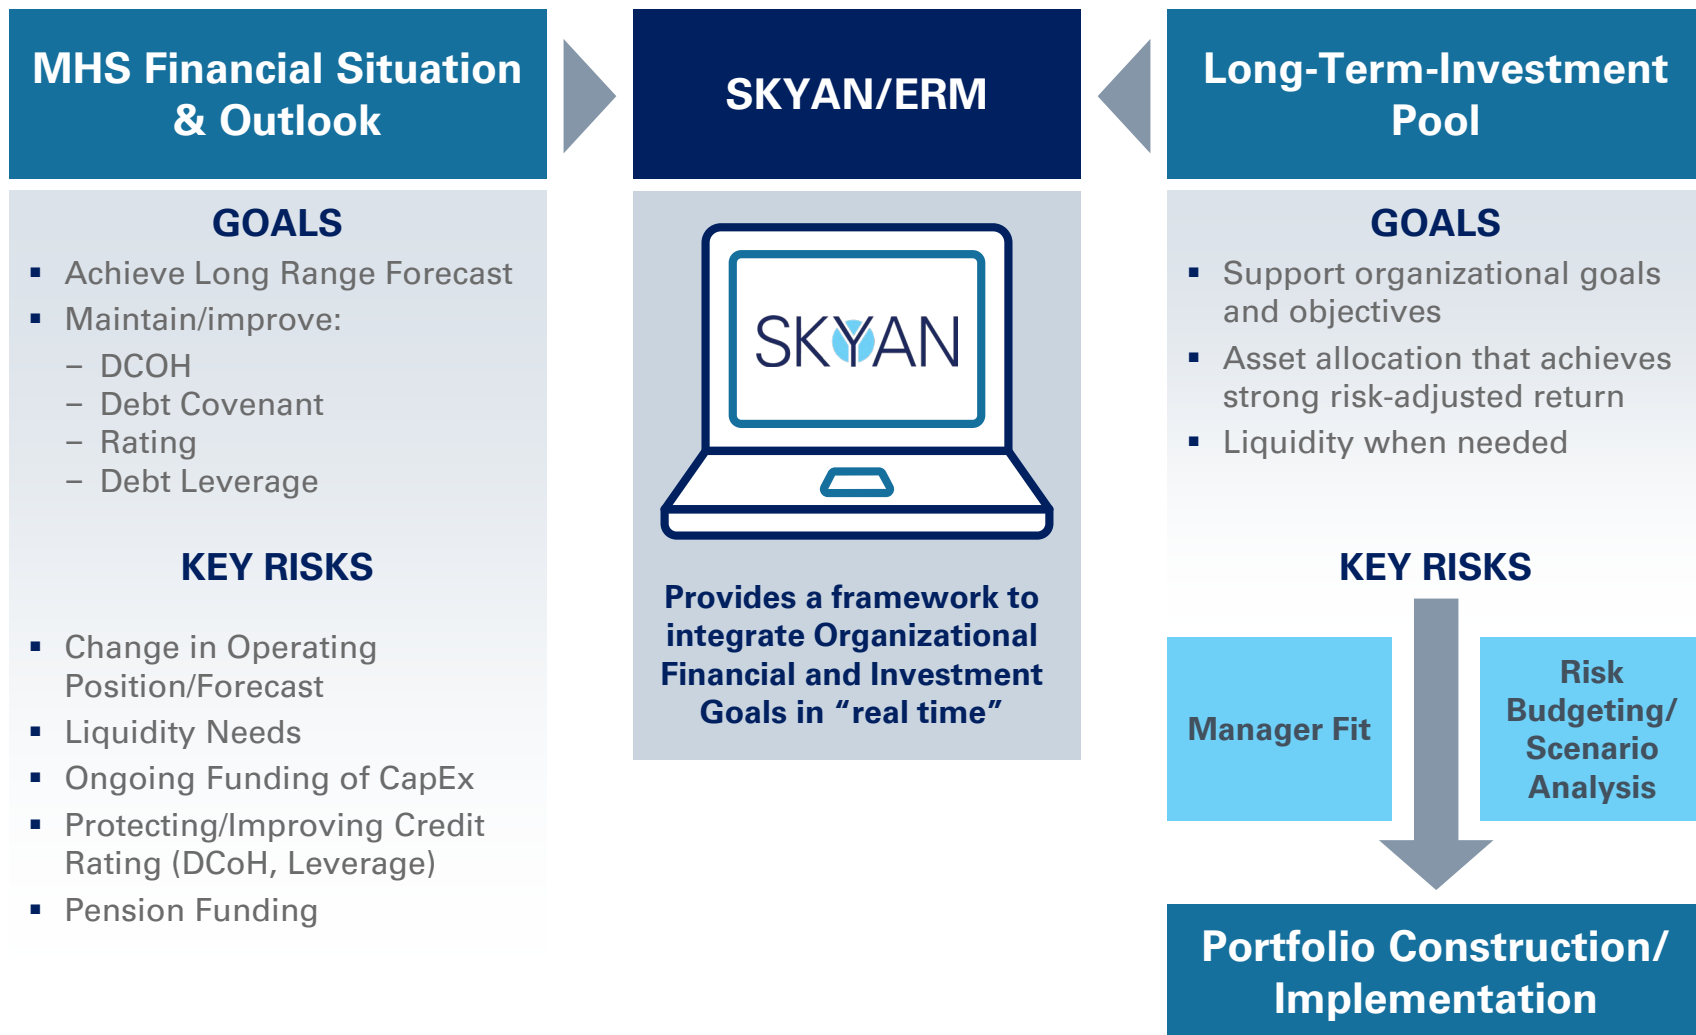 MHS Financial Situation
& Outlook
GOALS
▪ Achieve Long Range Forecast
▪ Maintain/improve:
– DCOH
– Debt Covenant
– Rating
– Debt Leverage
KEY RISKS
▪ Change in Operating
Position/Forecast
▪ Liquidity Needs
▪ Ongoing Funding of CapEx
▪ Protecting/Improving Credit
Rating (DCoH, Leverage)
▪ Pension Funding
SKYAN/ERM
SKYAN
Provides a framework to
integrate Organizational
Financial and Investment
Goals in “real time”
Long-Term-Investment
Pool
GOALS
▪ Support organizational goals
and objectives
▪ Asset allocation that achieves
strong risk-adjusted return
▪ Liquidity when needed
KEY RISKS
Manager Fit
Risk
Budgeting/
Scenario
Analysis
Portfolio Construction/
Implementation